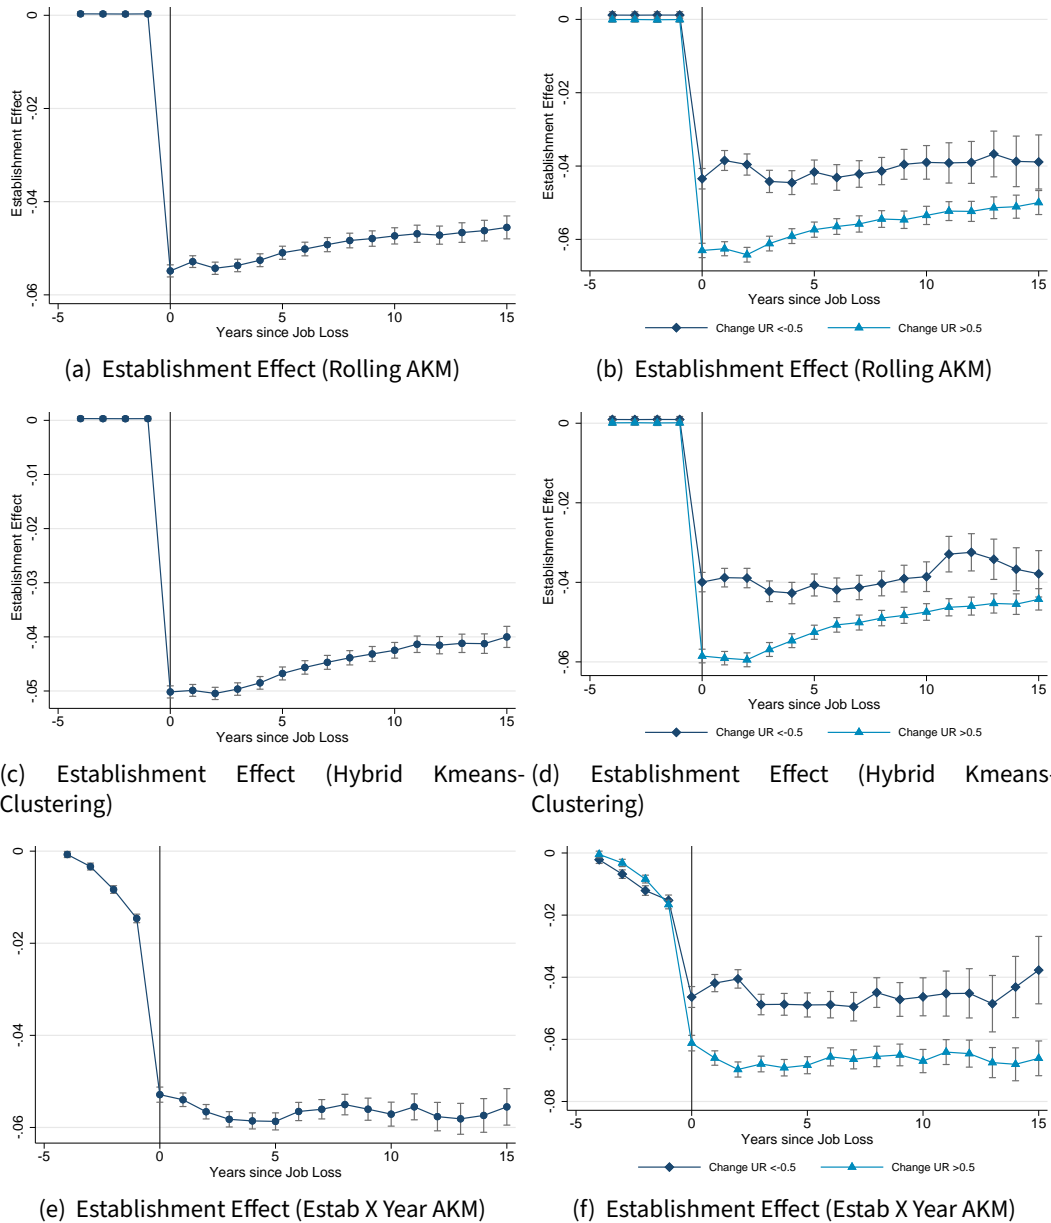 0
-.02
-.04
-.06
Establishment Effect
-5 0 5 10 15
Years since Job Loss
(a) Establishment Effect (Rolling AKM)
0
-.02
-.04
-.06
Establishment Effect
-5 0 5 10 15
Years since Job Loss
Change UR <-0.5 Change UR >0.5
(b) Establishment Effect (Rolling AKM)
0
-.01
-.02
-.03
-.04
-.05
Establishment Effect
-5 0 5 10 15
Years since Job Loss
(c) Establishment Effect (Hybrid Kmeans-
Clustering)
0
-.02
-.04
-.06
Establishment Effect
-5 0 5 10 15
Years since Job Loss
Change UR <-0.5 Change UR >0.5
(d) Establishment Effect (Hybrid Kmeans-
Clustering)
0
-.02
-.04
-.06
Establishment Effect
-5 0 5 10 15
Years since Job Loss
(e) Establishment Effect (Estab X Year AKM)
0
-.02
-.04
-.06
-.08
Establishment Effect
-5 0 5 10 15
Years since Job Loss
Change UR <-0.5 Change UR >0.5
(f) Establishment Effect (Estab X Year AKM)